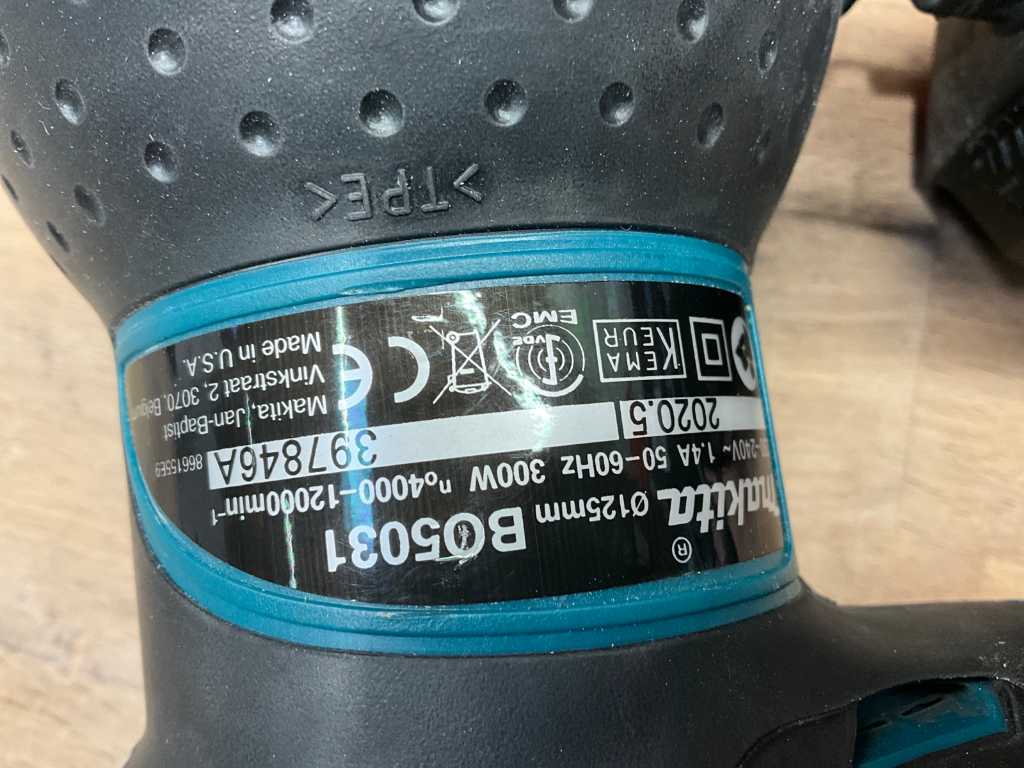 >TPE<
makita®
Ø125mm BO5031
240V~ 1.4A 50–60Hz 300W n₀4000–12000min⁻¹
2020.5 397846A
866155E9
KEMA
KEUR
VDE
EMC
CE
Makita, Jan-Baptist
Vinkstraat 2, 3070, Belgium
Made in U.S.A.